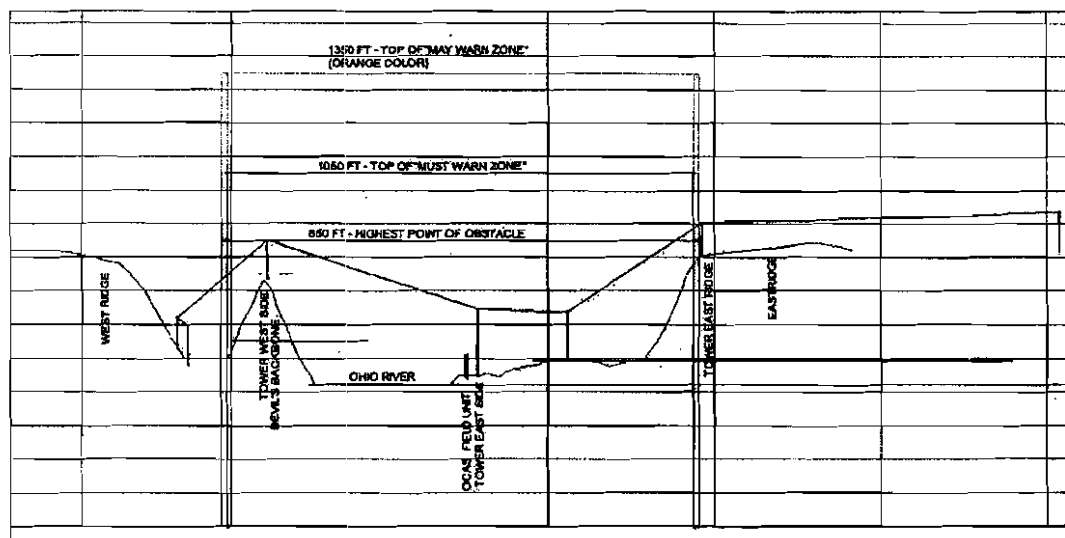 1350 FT - TOP OF "MAY WARN ZONE"
(ORANGE COLOR)
1050 FT - TOP OF "MUST WARN ZONE"
850 FT - HIGHEST POINT OF OBSTACLE
WEST RIDGE
TOWER WEST SIDE
DEVIL'S BACKBONE
OHIO RIVER
OCAS FIELD UNIT
TOWER EAST SIDE
TOWER EAST RIDGE
EAST RIDGE